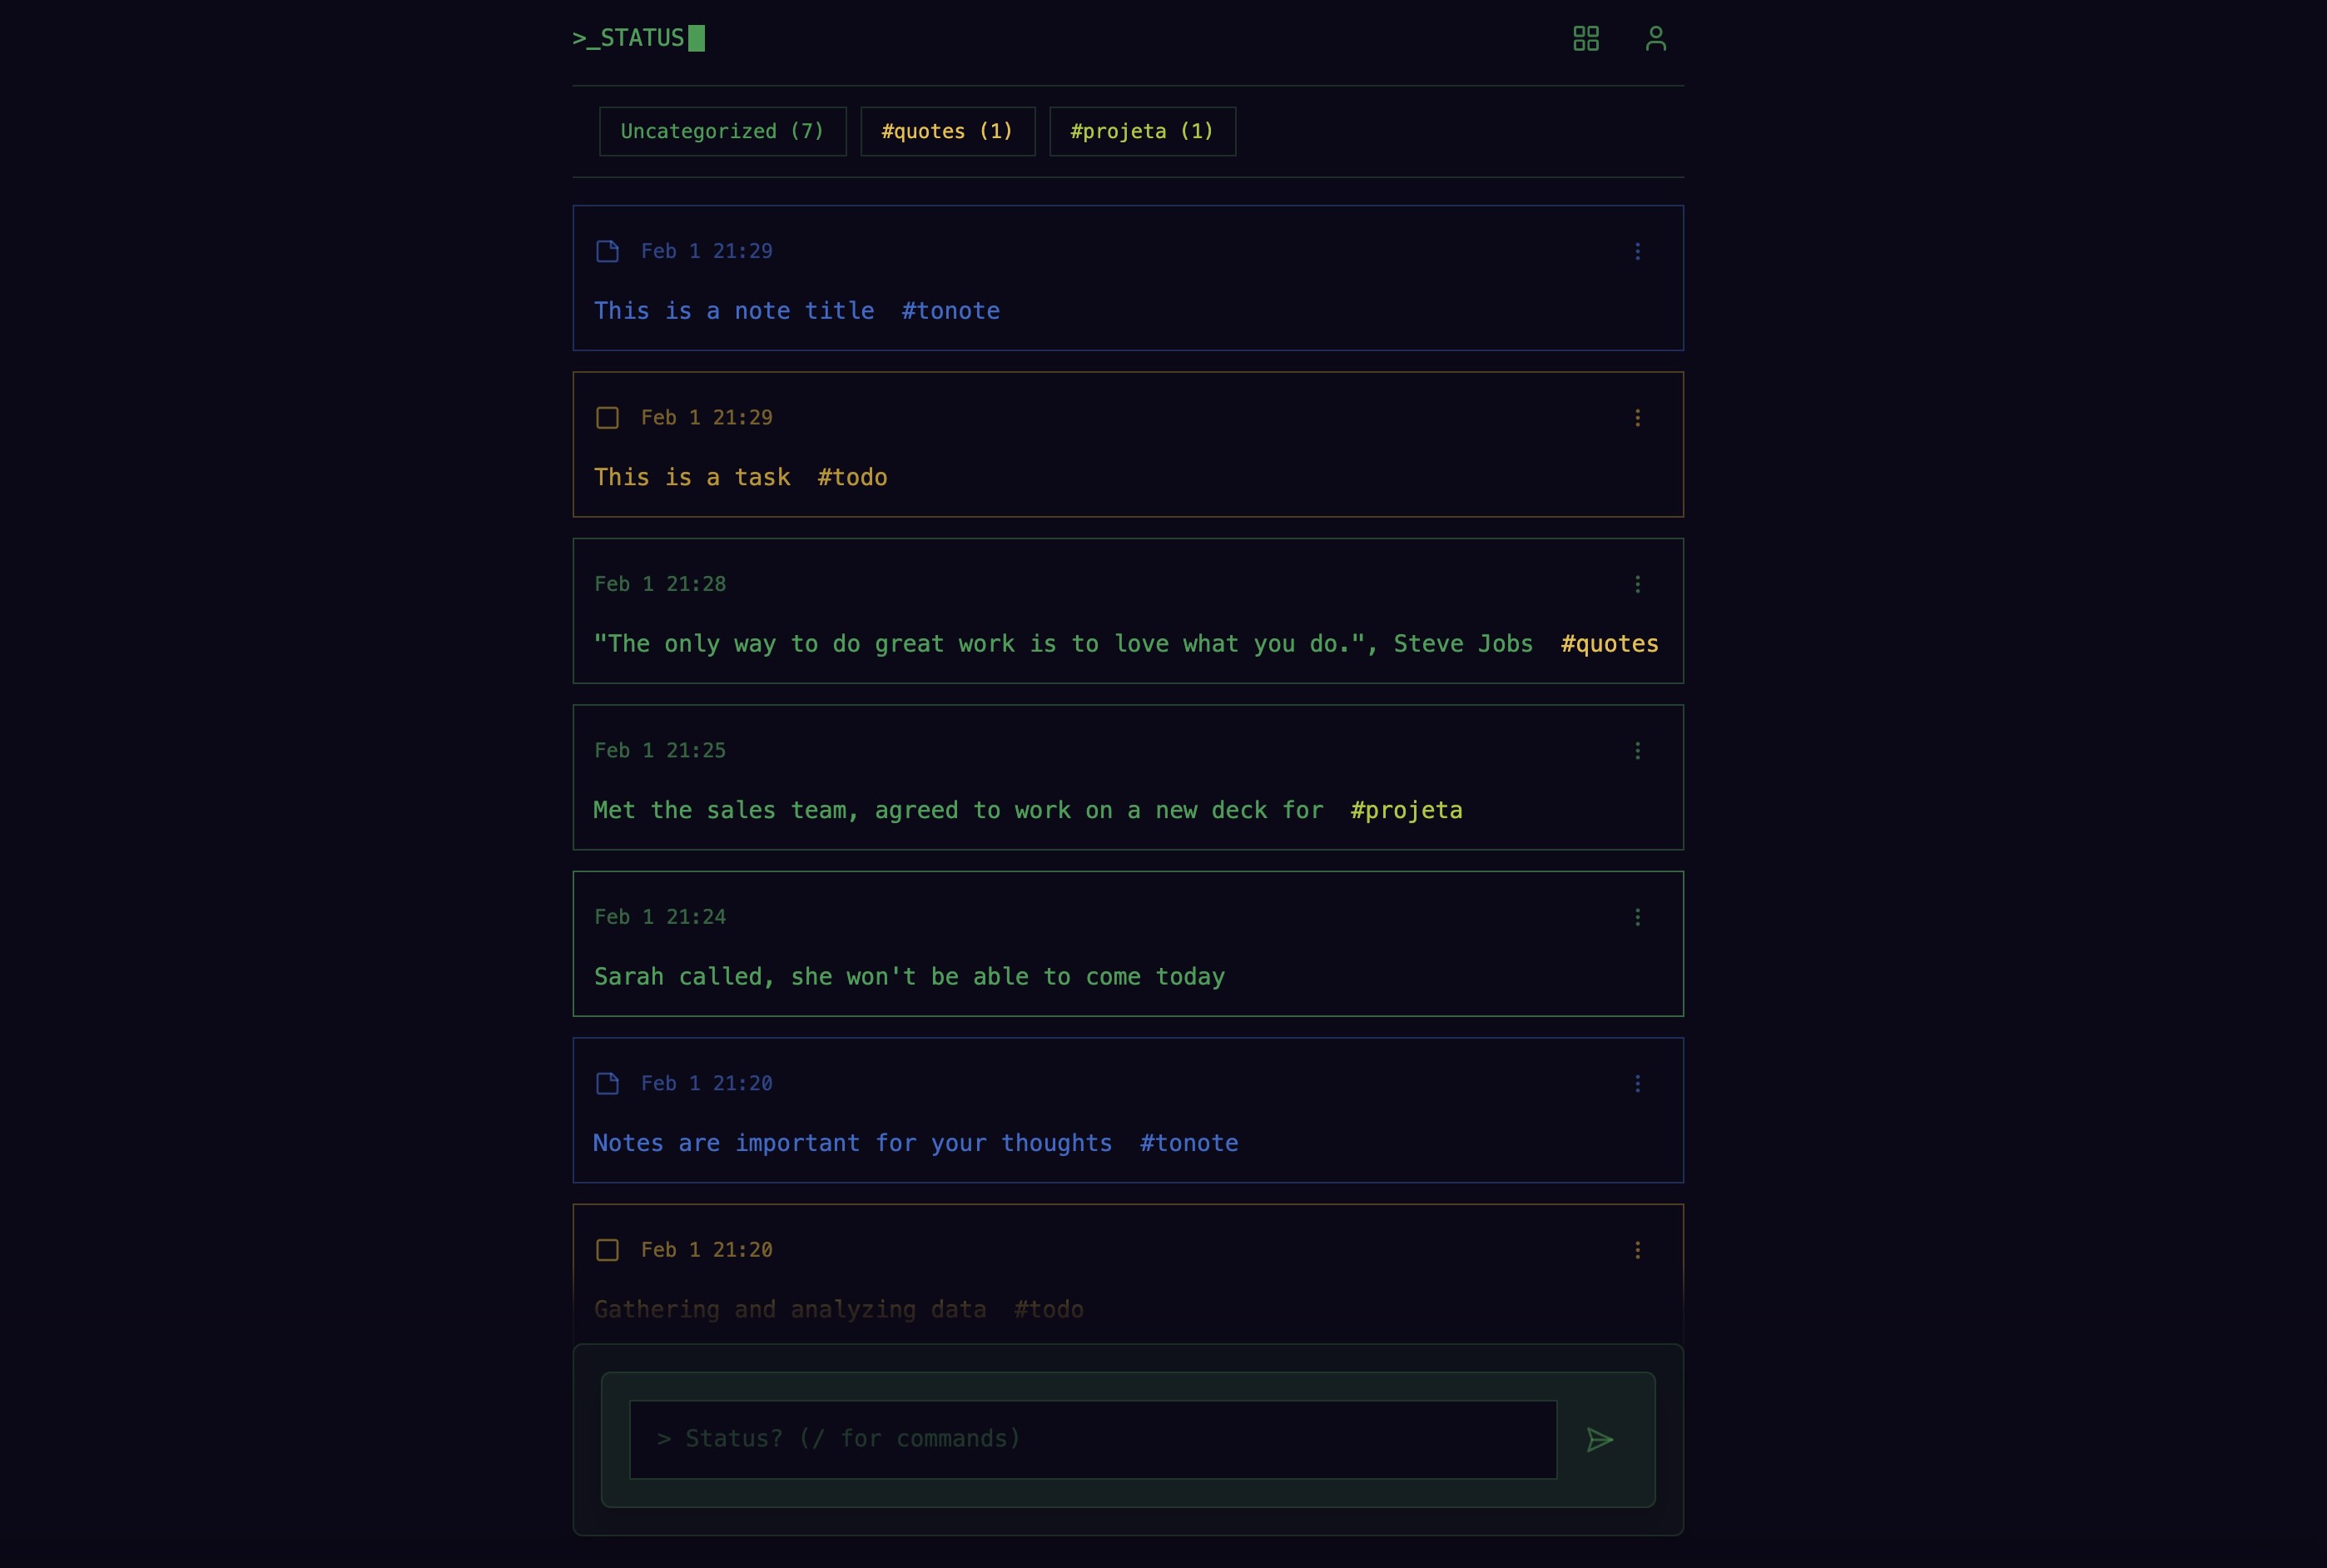 >_STATUS
Uncategorized (7) #quotes (1) #projeta (1)
Feb 1 21:29
This is a note title #tonote
Feb 1 21:29
This is a task #todo
Feb 1 21:28
"The only way to do great work is to love what you do.", Steve Jobs #quotes
Feb 1 21:25
Met the sales team, agreed to work on a new deck for #projeta
Feb 1 21:24
Sarah called, she won't be able to come today
Feb 1 21:20
Notes are important for your thoughts #tonote
Feb 1 21:20
Gathering and analyzing data #todo
> Status? (/ for commands)